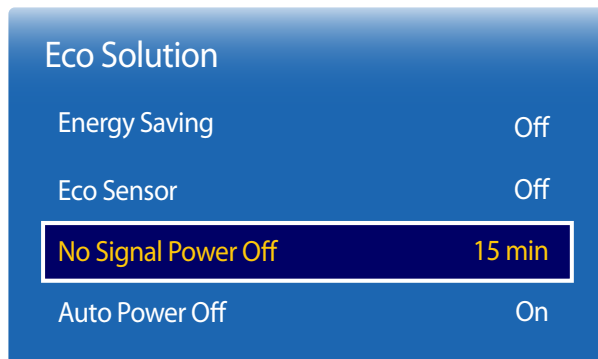 Eco Solution
Energy Saving Off
Eco Sensor Off
No Signal Power Off 15 min
Auto Power Off On